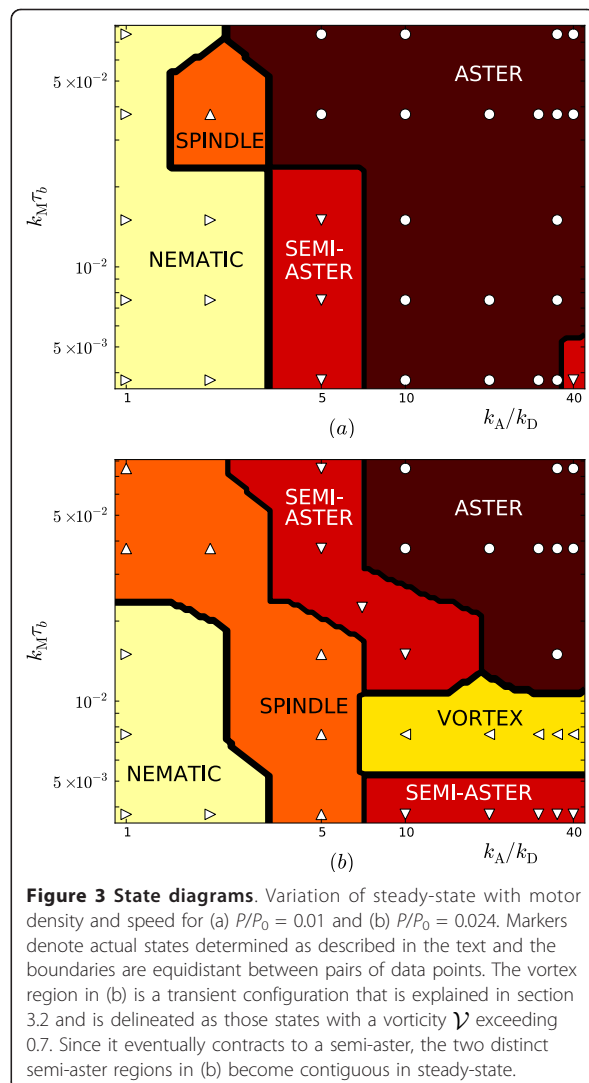 5 ×10⁻²
ASTER
SPINDLE
k_M τ_b
NEMATIC
SEMI-
ASTER
10⁻²
5 ×10⁻³
1
5
10
40
(a)
k_A/k_D
SEMI-
ASTER
ASTER
5 ×10⁻²
k_M τ_b
10⁻²
SPINDLE
VORTEX
NEMATIC
5 ×10⁻³
SEMI-ASTER
1
5
10
40
(b)
k_A/k_D
Figure 3 State diagrams. Variation of steady-state with motor
density and speed for (a) P/P₀ = 0.01 and (b) P/P₀ = 0.024. Markers
denote actual states determined as described in the text and the
boundaries are equidistant between pairs of data points. The vortex
region in (b) is a transient configuration that is explained in section
3.2 and is delineated as those states with a vorticity 𝒱 exceeding
0.7. Since it eventually contracts to a semi-aster, the two distinct
semi-aster regions in (b) become contiguous in steady-state.